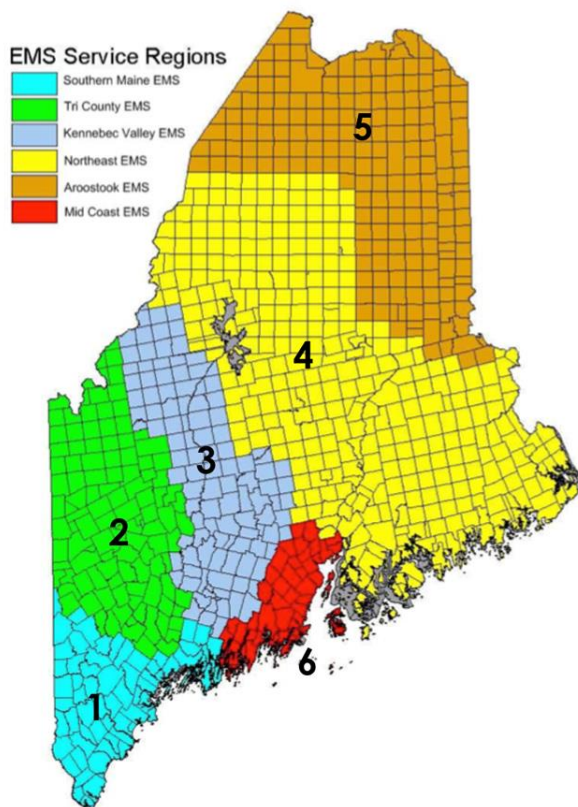 EMS Service Regions
Southern Maine EMS
Tri County EMS
Kennebec Valley EMS
Northeast EMS
Aroostook EMS
Mid Coast EMS
5
4
3
2
6
1